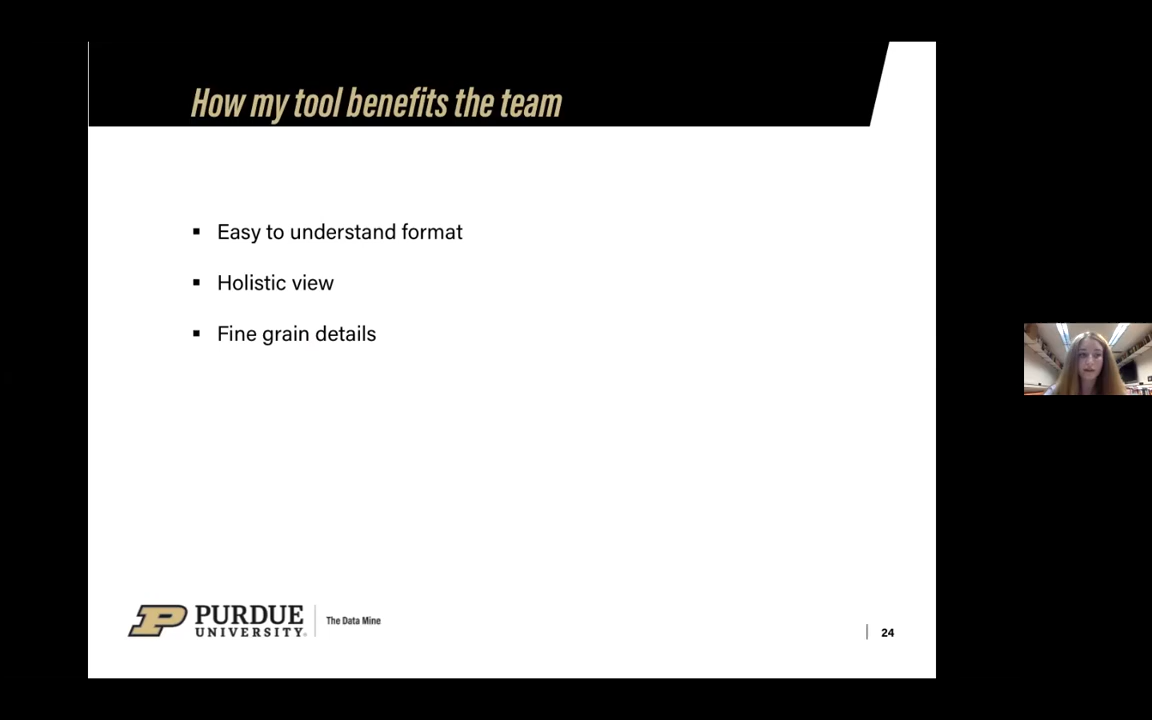 How my tool benefits the team
▪ Easy to understand format
▪ Holistic view
▪ Fine grain details
PURDUE UNIVERSITY® | The Data Mine
24